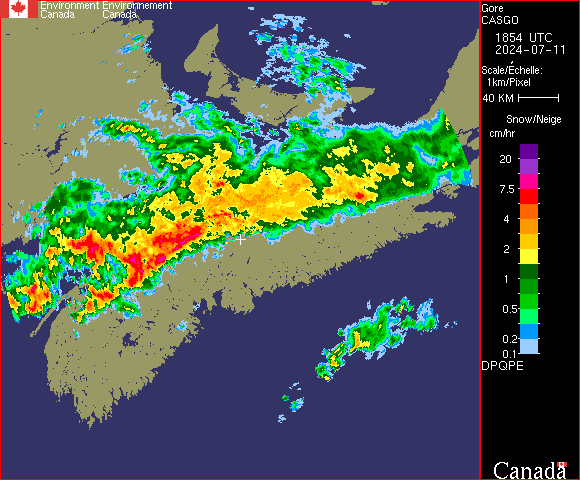 Environment Environnement
Canada Canada
Gore
CASGO
1854 UTC
2024-07-11
Scale/Échelle:
1km/Pixel
40 KM
Snow/Neige
cm/hr
20
7.5
4
2
1
0.5
0.2
0.1
DPQPE
Canada